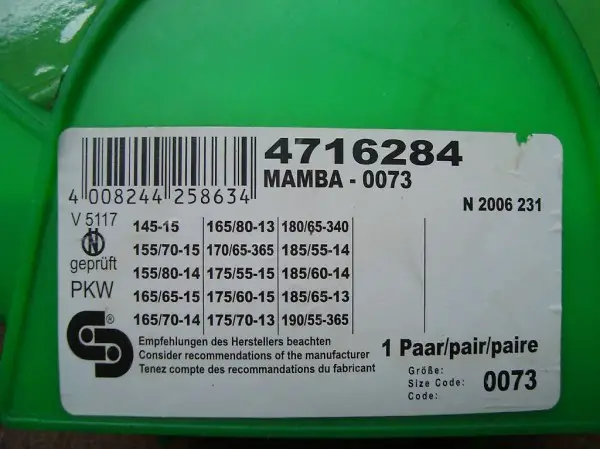 4716284
MAMBA - 0073
4 008244 258634
N 2006 231
V 5117
N
geprüft
PKW
145-15 165/80-13 180/65-340
155/70-15 170/65-365 185/55-14
155/80-14 175/55-15 185/60-14
165/65-15 175/60-15 185/65-13
165/70-14 175/70-13 190/55-365
®
Empfehlungen des Herstellers beachten
Consider recommendations of the manufacturer
Tenez compte des recommandations du fabricant
1 Paar/pair/paire
Größe:
Size Code: 0073
Code: